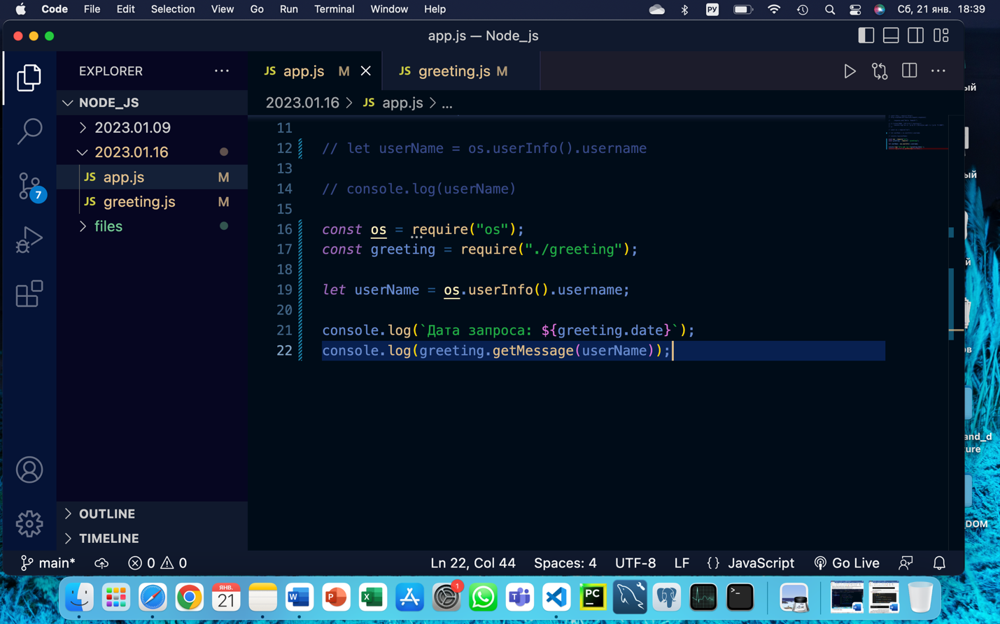 Code File Edit Selection View Go Run Terminal Window Help РУ Сб, 21 янв. 18:39
app.js — Node_js
EXPLORER ···
JS app.js M JS greeting.js M
NODE_JS
2023.01.16 > JS app.js > ...
2023.01.09
2023.01.16
JS app.js M
JS greeting.js M
files
7
11
12 // let userName = os.userInfo().username
13
14 // console.log(userName)
15
16 const os = require("os");
17 const greeting = require("./greeting");
18
19 let userName = os.userInfo().username;
20
21 console.log(`Дата запроса: ${greeting.date}`);
22 console.log(greeting.getMessage(userName));
ый
ый
й
ов
and_d
ure
DOM
OUTLINE
TIMELINE
main* 0 0 Ln 22, Col 44 Spaces: 4 UTF-8 LF {} JavaScript Go Live
ЯНВ.
21
W
P
X
1
T
PC
>_